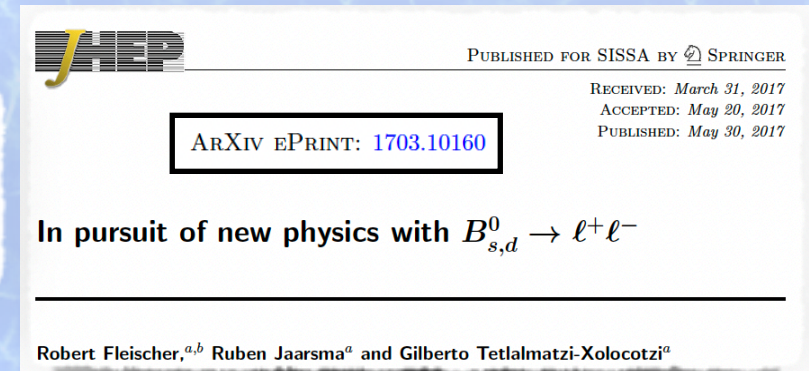 JHEP
PUBLISHED FOR SISSA BY SPRINGER
RECEIVED: March 31, 2017
ACCEPTED: May 20, 2017
PUBLISHED: May 30, 2017
ARXIV EPRINT: 1703.10160
In pursuit of new physics with B⁰ₛ,d → ℓ⁺ℓ⁻
Robert Fleischer,ᵃ,ᵇ Ruben Jaarsmaᵃ and Gilberto Tetlalmatzi-Xolocotziᵃ